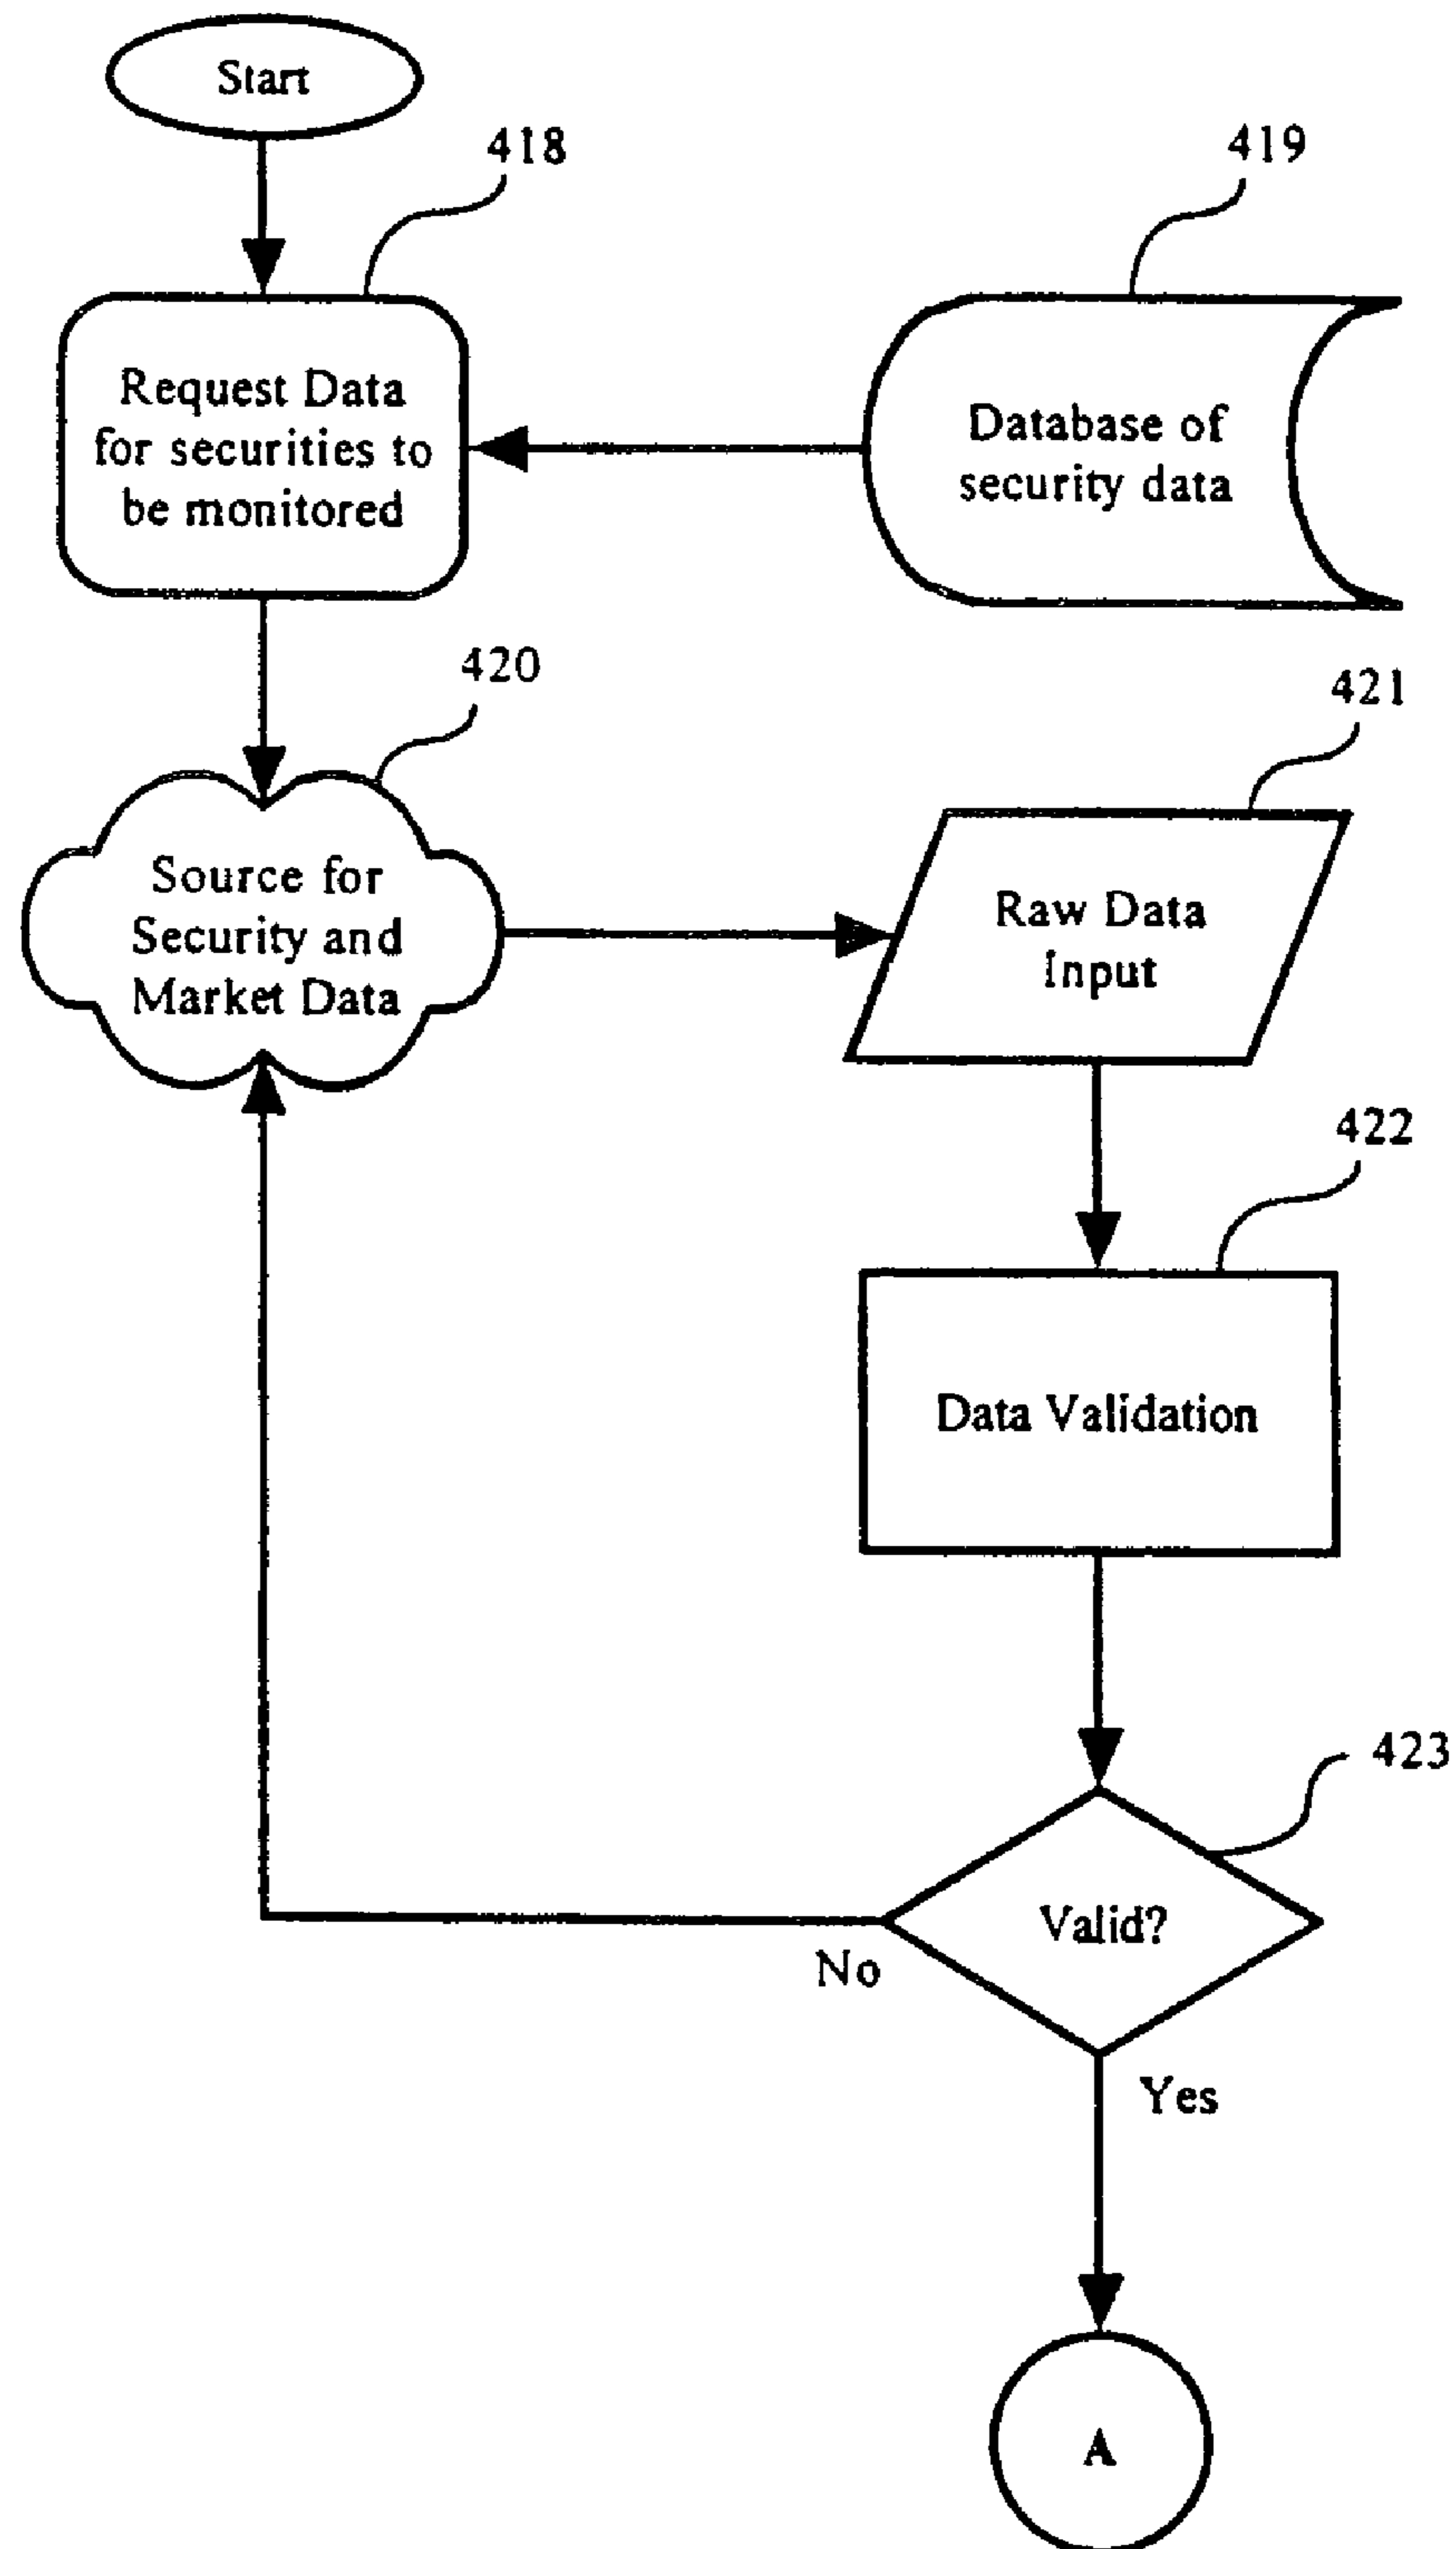 Start
418
419
Request Data
for securities to
be monitored
Database of
security data
420
421
Source for
Security and
Market Data
Raw Data
Input
422
Data Validation
423
Valid?
No
Yes
A